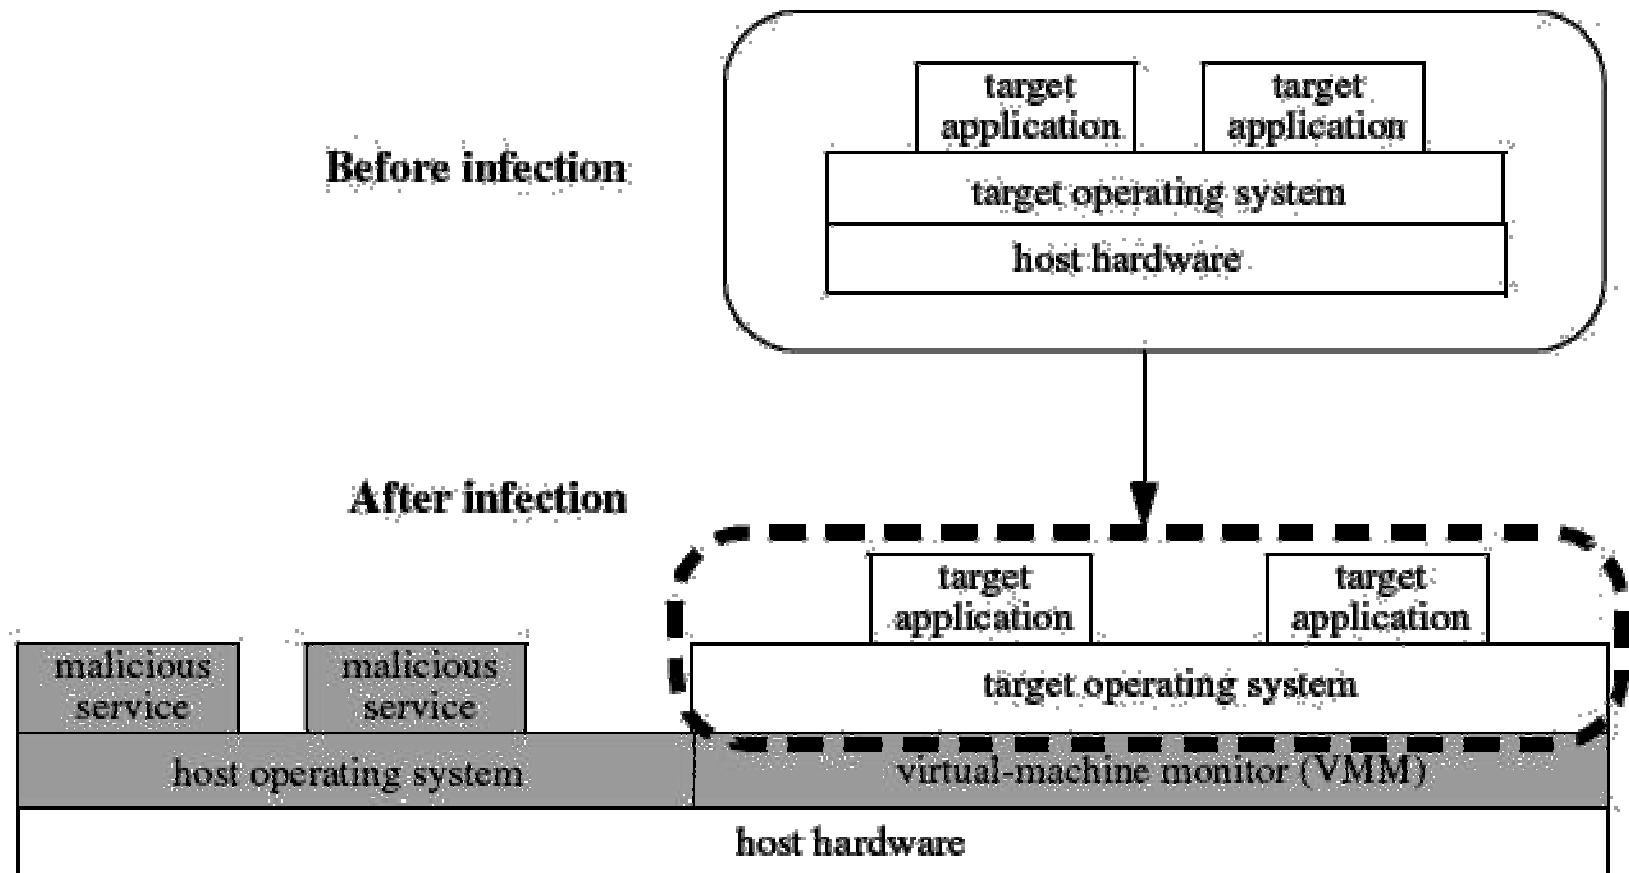 target
application
target
application
Before infection
target operating system
host hardware
After infection
target
application
target
application
malicious
service
malicious
service
target operating system
host operating system
virtual-machine monitor (VMM)
host hardware